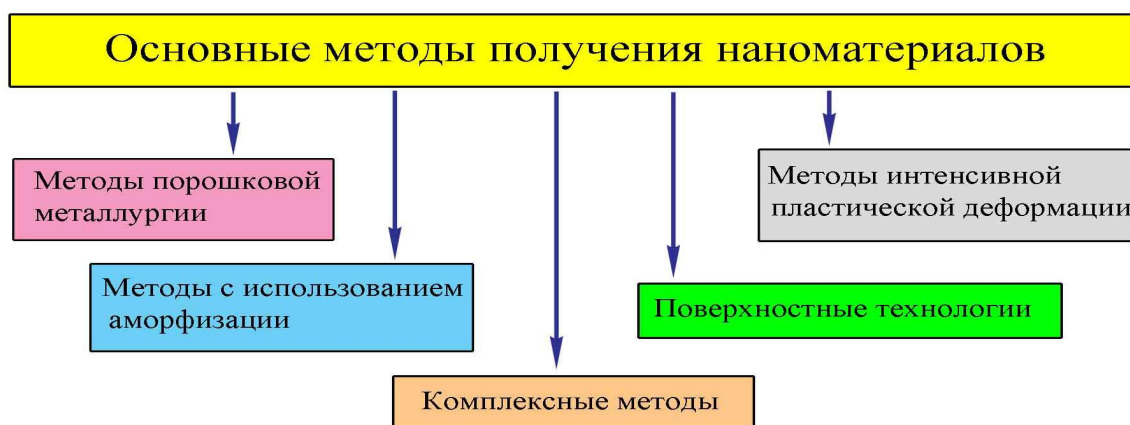 Основные методы получения наноматериалов
Методы порошковой
металлургии
Методы интенсивной
пластической деформации
Методы с использованием
аморфизации
Поверхностные технологии
Комплексные методы